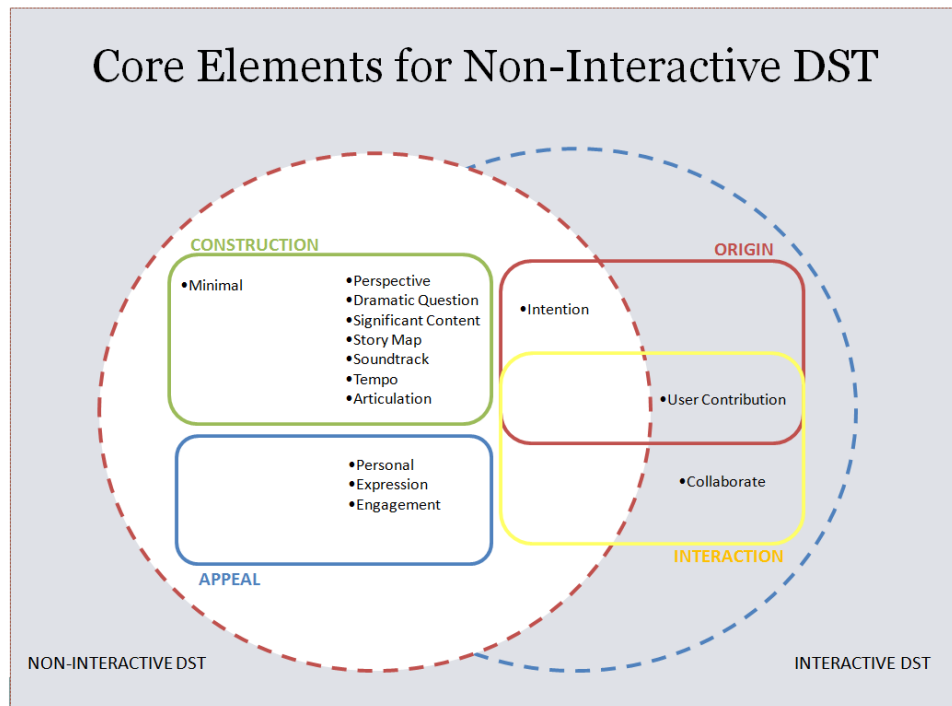 Core Elements for Non-Interactive DST
CONSTRUCTION
•Minimal
•Perspective
•Dramatic Question
•Significant Content
•Story Map
•Soundtrack
•Tempo
•Articulation
ORIGIN
•Intention
•User Contribution
•Personal
•Expression
•Engagement
•Collaborate
INTERACTION
APPEAL
NON-INTERACTIVE DST
INTERACTIVE DST